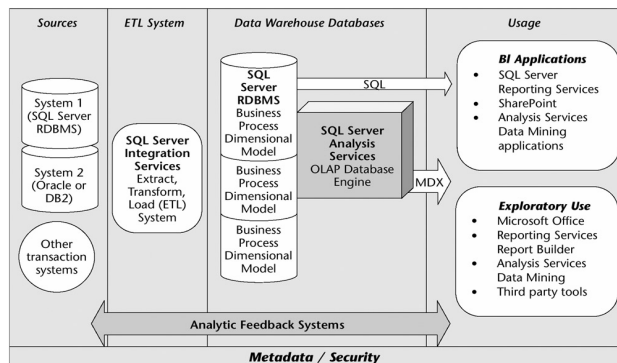 Sources
ETL System
Data Warehouse Databases
Usage
System 1
(SQL Server
RDBMS)
System 2
(Oracle or
DB2)
Other
transaction
systems
SQL Server
Integration
Services
Extract,
Transform,
Load (ETL)
System
SQL
Server
RDBMS
Business
Process
Dimensional
Model
Business
Process
Dimensional
Model
Business
Process
Dimensional
Model
SQL
SQL Server
Analysis
Services
OLAP Database
Engine
MDX
BI Applications
• SQL Server
Reporting Services
• SharePoint
• Analysis Services
Data Mining
applications
Exploratory Use
• Microsoft Office
• Reporting Services
Report Builder
• Analysis Services
Data Mining
• Third party tools
Analytic Feedback Systems
Metadata / Security